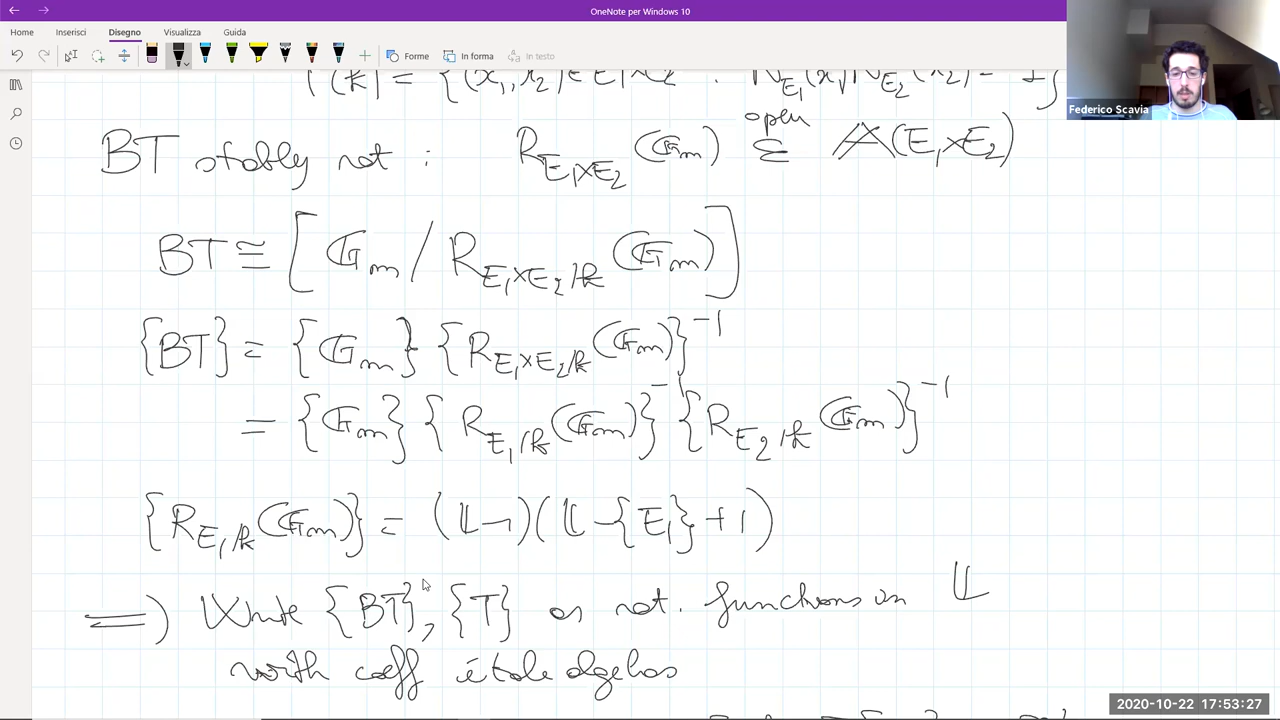 OneNote per Windows 10
Home Inserisci Disegno Visualizza Guida
Forme In forma In testo
Federico Scavia
BT stably rat : R_{E_1×E_2}(𝔾_m) ⊆ 𝔸(E_1×E_2)
open
BT ≅ [𝔾_m / R_{E_1×E_2/k}(𝔾_m)]
{BT} = {𝔾_m} {R_{E_1×E_2/k}(𝔾_m)}^{-1}
= {𝔾_m} {R_{E_1/k}(𝔾_m)}^{-1} {R_{E_2/k}(𝔾_m)}^{-1}
{R_{E_1/k}(𝔾_m)} = (𝕃-1)(𝕃-{E_1}+1)
=> Write {BT}, {T} as rat. functions in 𝕃
with coeff étale algebras
2020-10-22 17:53:27